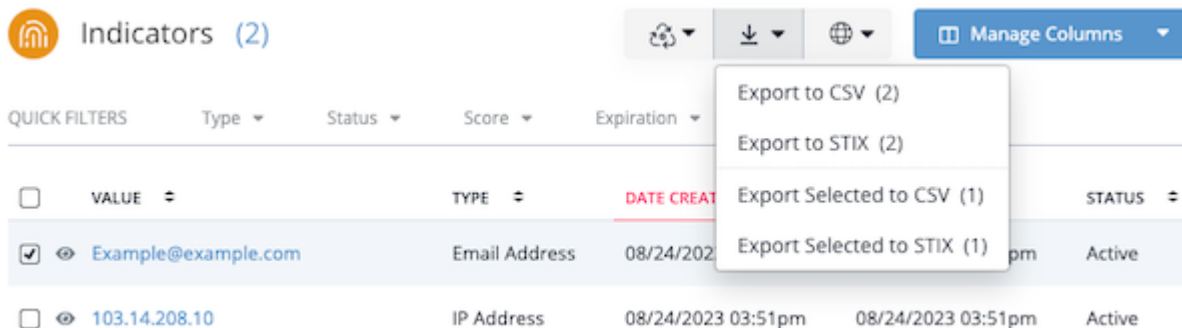 Indicators (2)
Manage Columns
Export to CSV (2)
Export to STIX (2)
Export Selected to CSV (1)
Export Selected to STIX (1)
QUICK FILTERS Type Status Score Expiration
VALUE TYPE DATE CREAT STATUS
Example@example.com Email Address 08/24/202 pm Active
103.14.208.10 IP Address 08/24/2023 03:51pm 08/24/2023 03:51pm Active